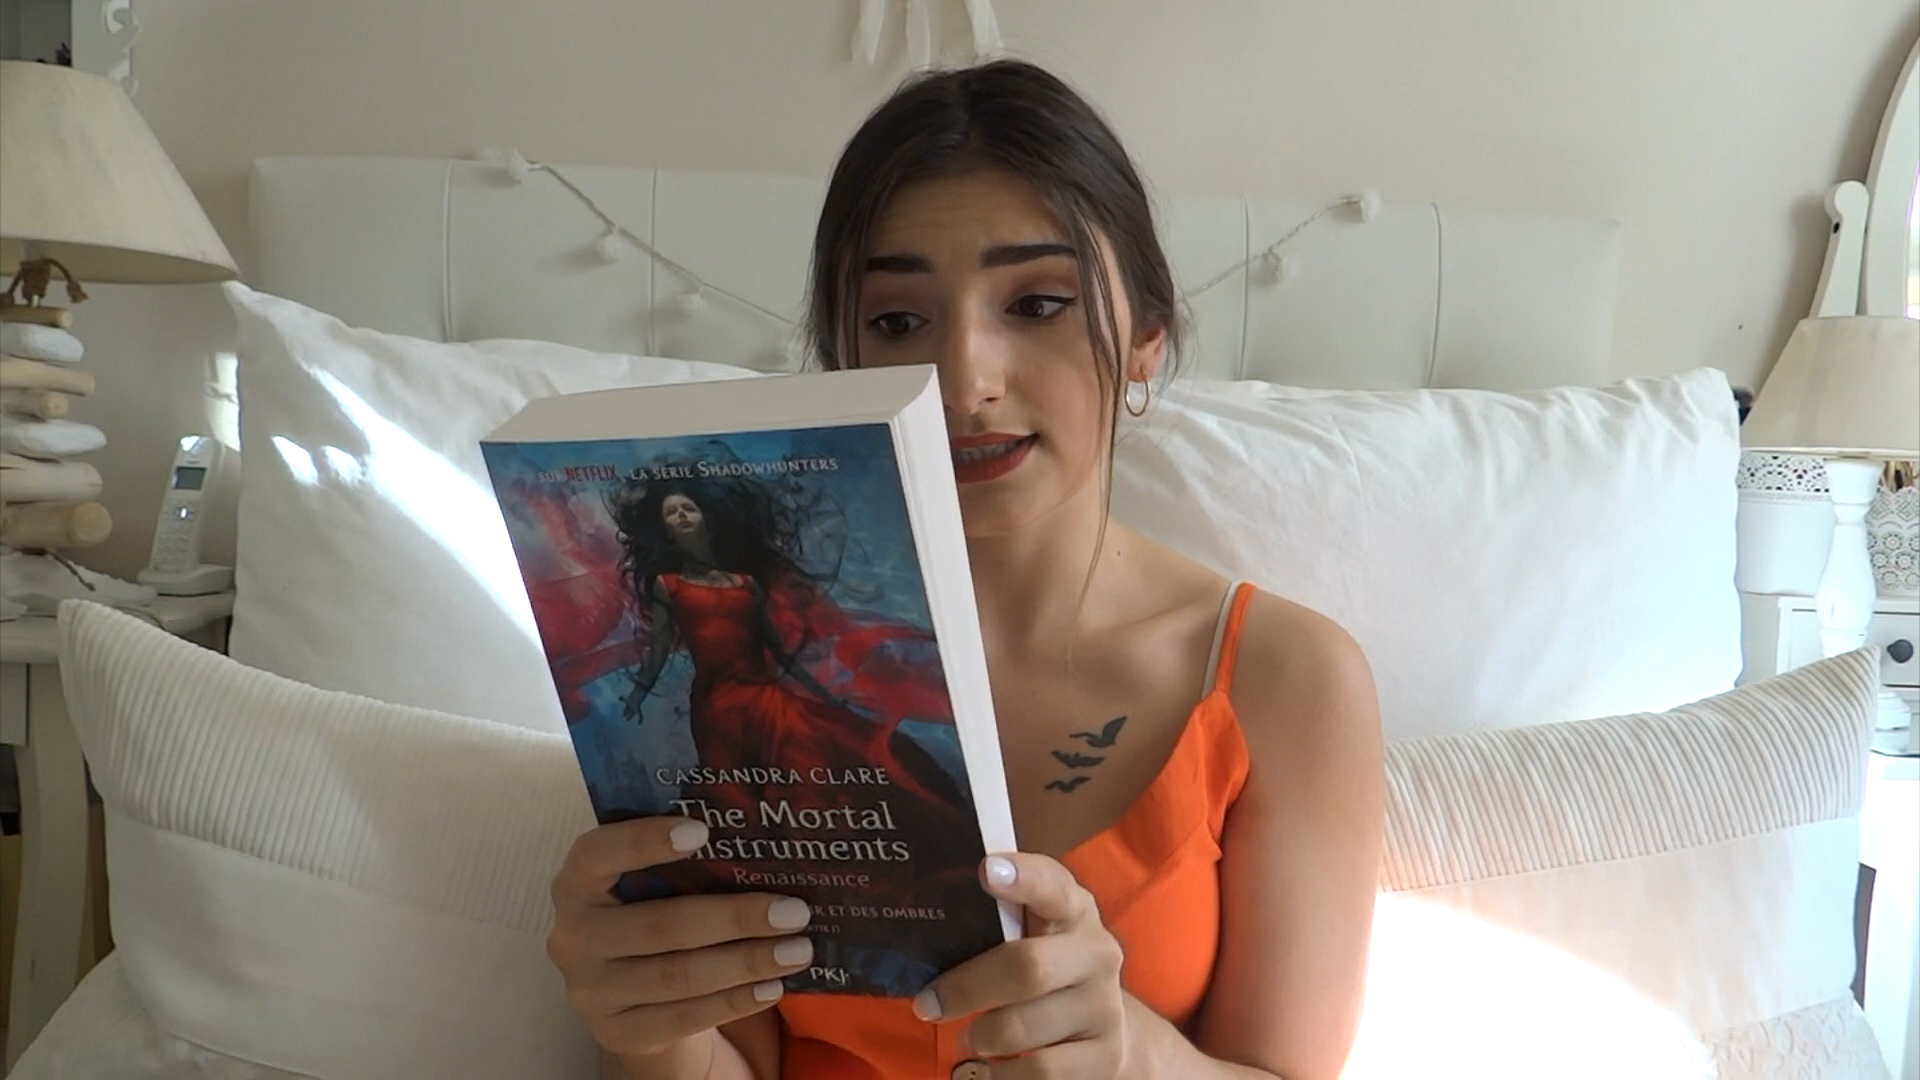 SUR NETFLIX, LA SÉRIE SHADOWHUNTERS
CASSANDRA CLARE
The Mortal
Instruments
Renaissance
ET DES OMBRES
PKJ·